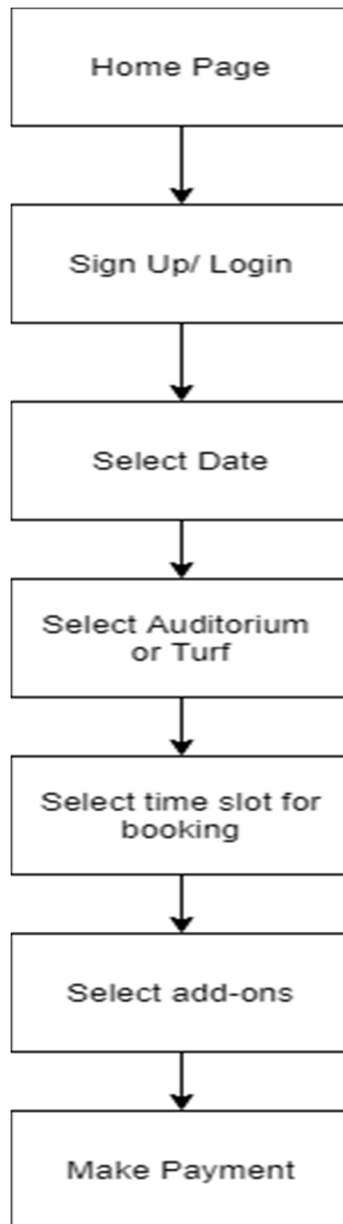 Home Page
Sign Up/ Login
Select Date
Select Auditorium
or Turf
Select time slot for
booking
Select add-ons
Make Payment